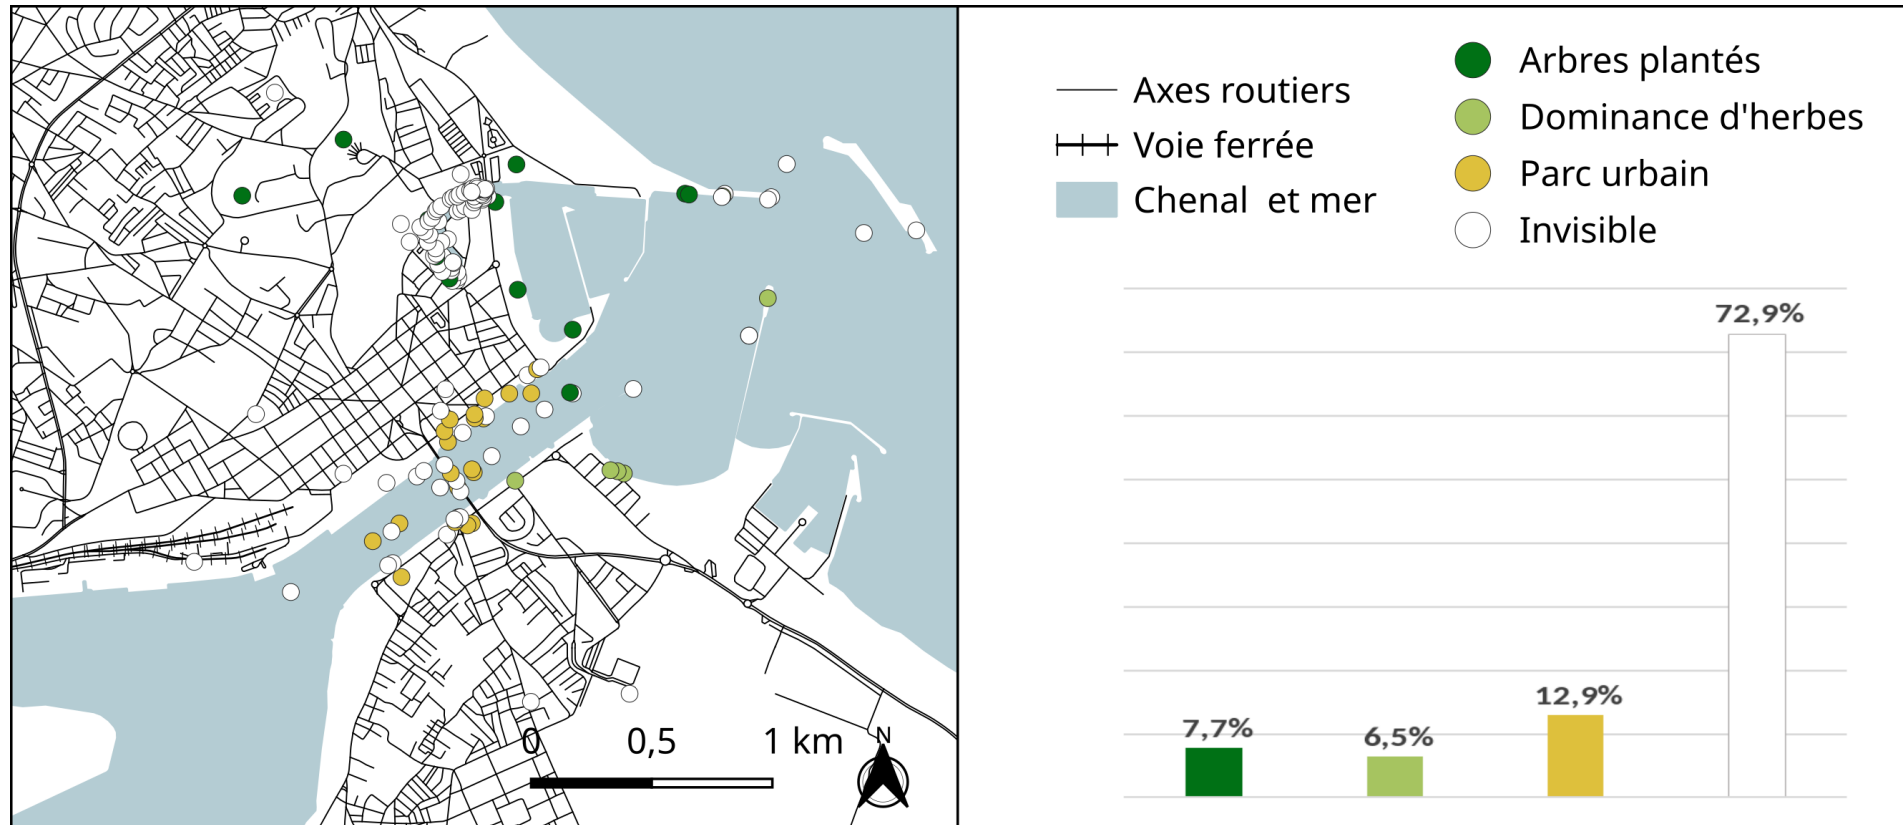 Axes routiers
Voie ferrée
Chenal et mer
Arbres plantés
Dominance d'herbes
Parc urbain
Invisible
72,9%
12,9%
7,7%
6,5%
0 0,5 1 km
N